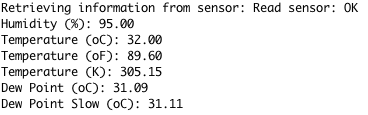 Retrieving information from sensor: Read sensor: OK
Humidity (%): 95.00
Temperature (oC): 32.00
Temperature (oF): 89.60
Temperature (K): 305.15
Dew Point (oC): 31.09
Dew Point Slow (oC): 31.11